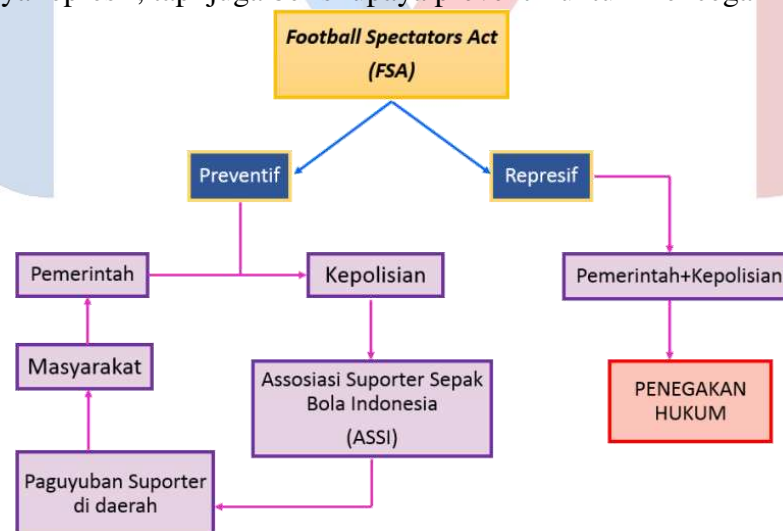 Football Spectators Act
(FSA)
Preventif
Represif
Pemerintah
Kepolisian
Pemerintah+Kepolisian
Masyarakat
Assosiasi Suporter Sepak
Bola Indonesia
(ASSI)
PENEGAKAN
HUKUM
Paguyuban Suporter
di daerah